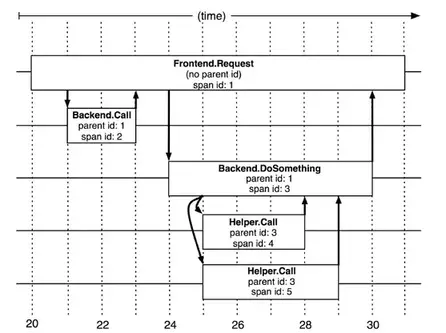 (time)
Frontend.Request
(no parent id)
span id: 1
Backend.Call
parent id: 1
span id: 2
Backend.DoSomething
parent id: 1
span id: 3
Helper.Call
parent id: 3
span id: 4
Helper.Call
parent id: 3
span id: 5
20 22 24 26 28 30